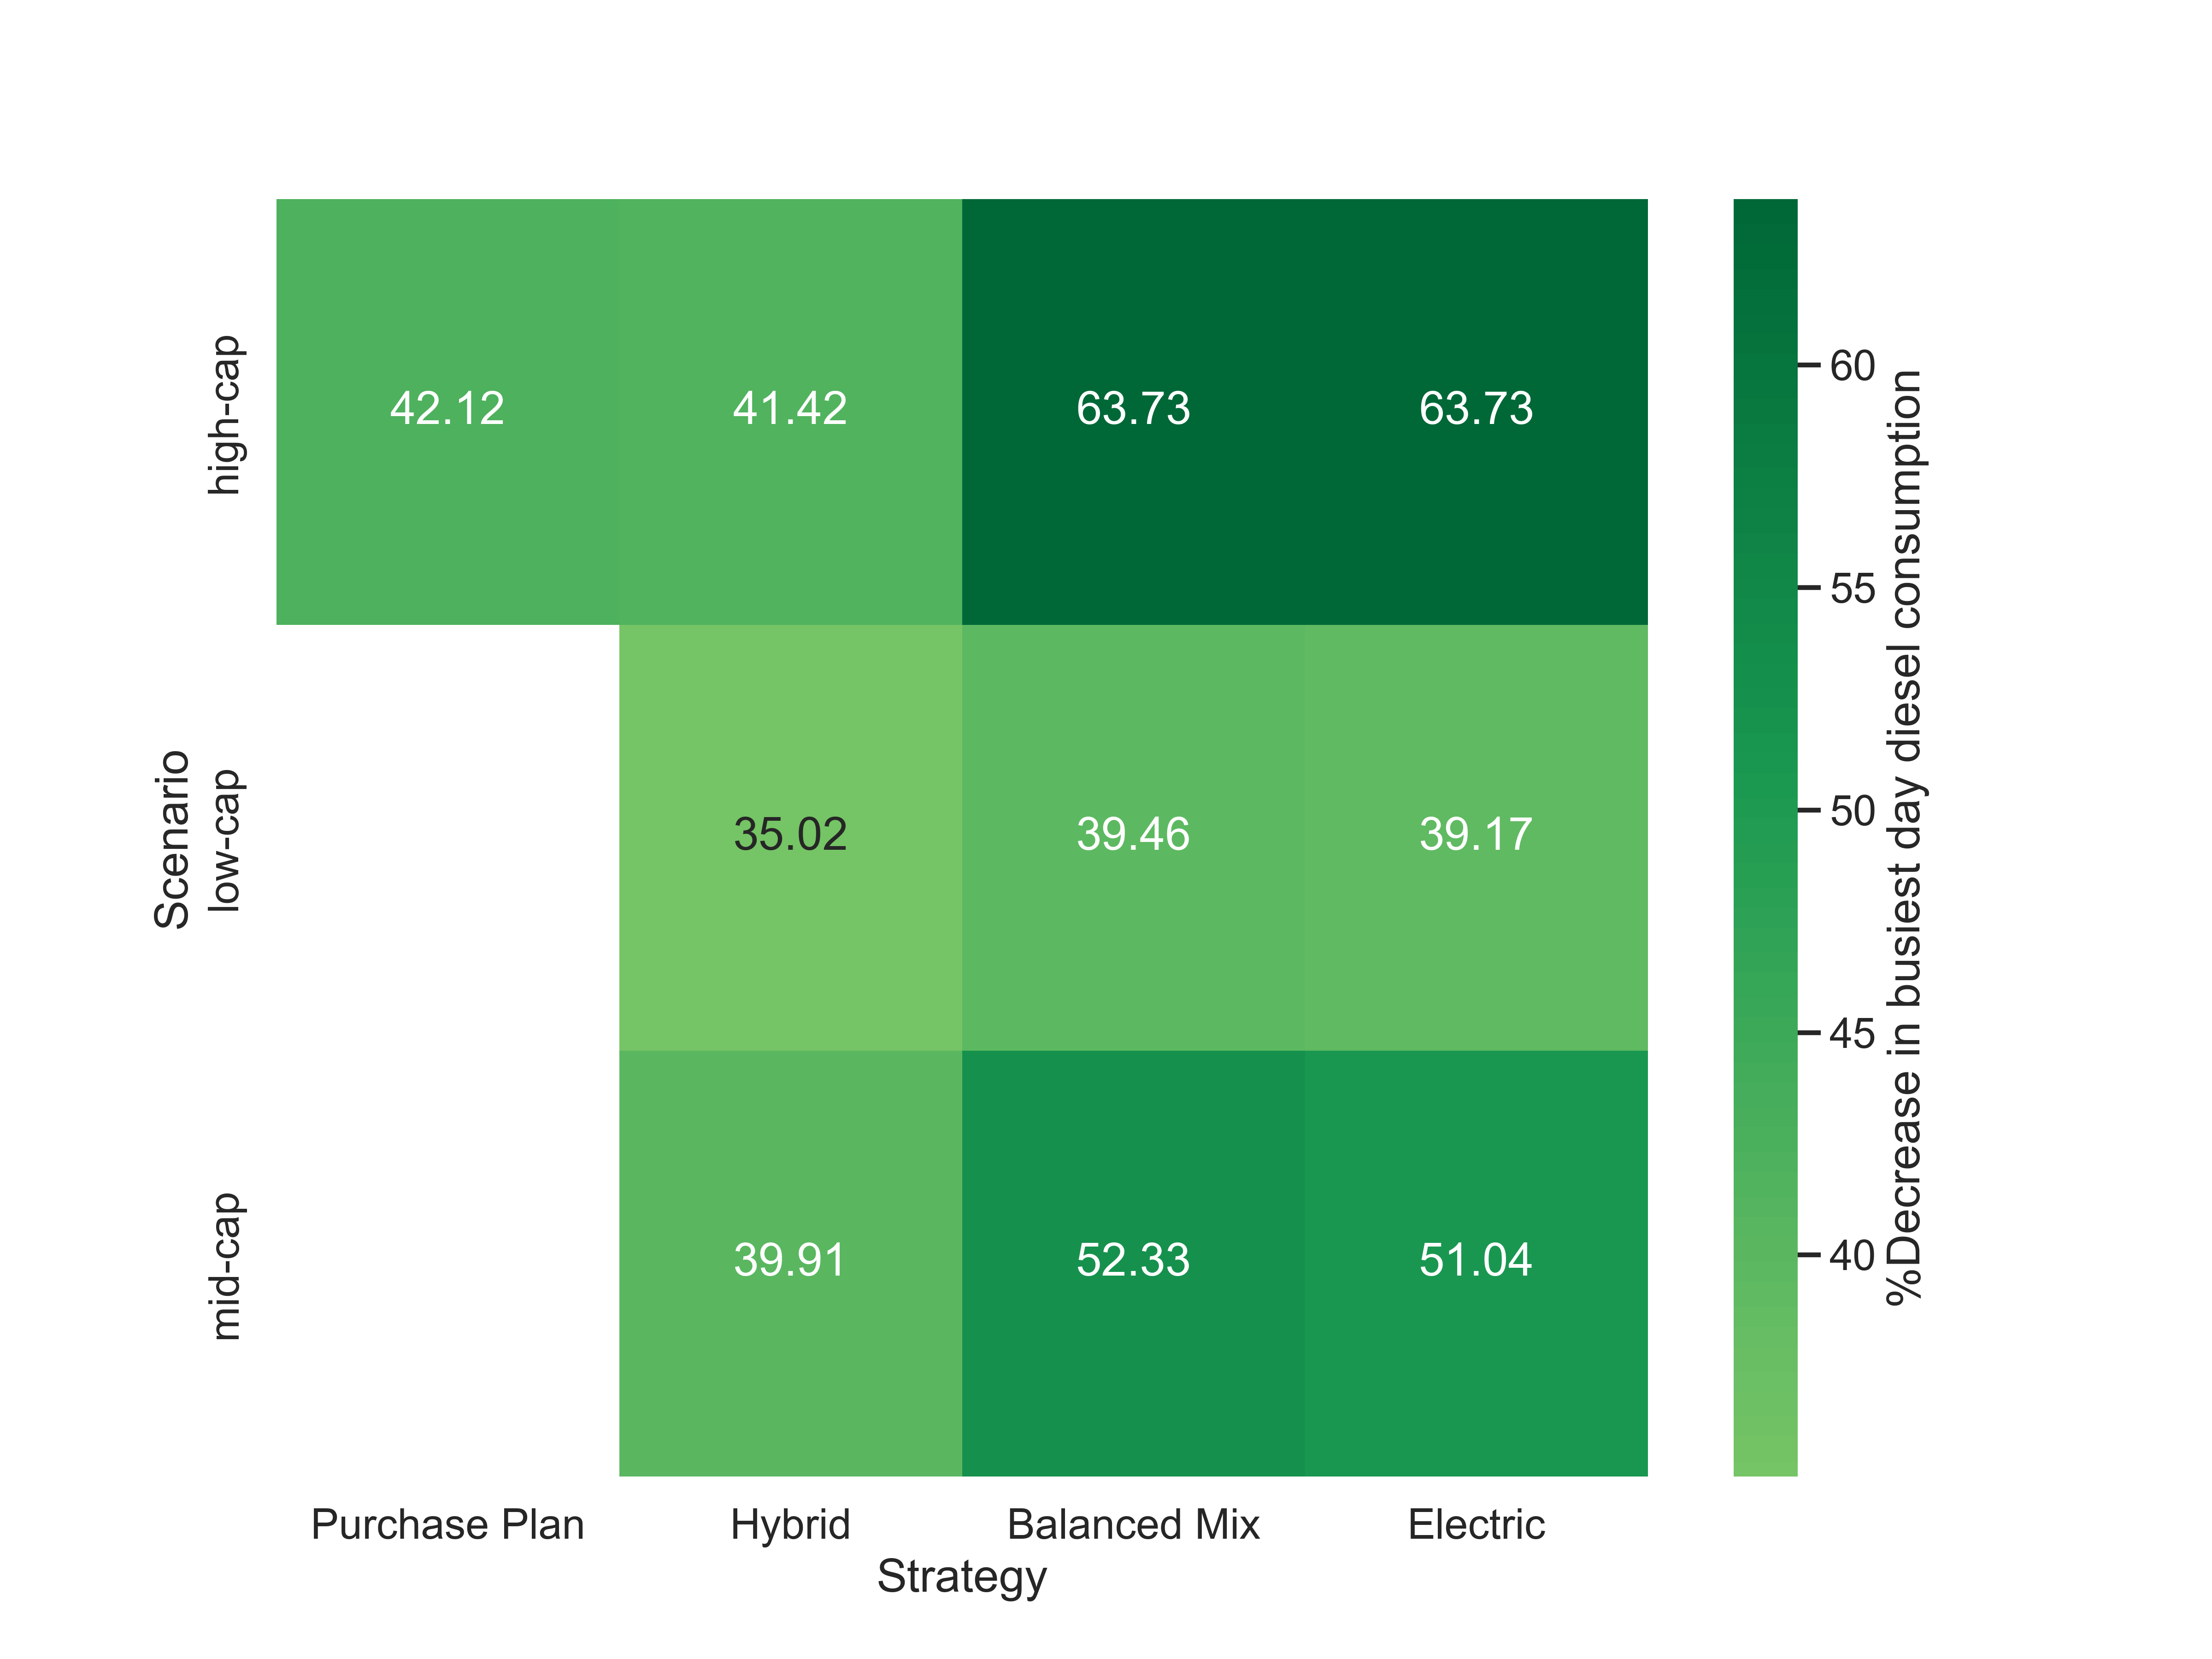 high-cap
42.12
41.42
63.73
63.73
Scenario
low-cap
35.02
39.46
39.17
mid-cap
39.91
52.33
51.04
Purchase Plan
Hybrid
Balanced Mix
Electric
Strategy
60
55
50
45
40
%Decrease in busiest day diesel consumption